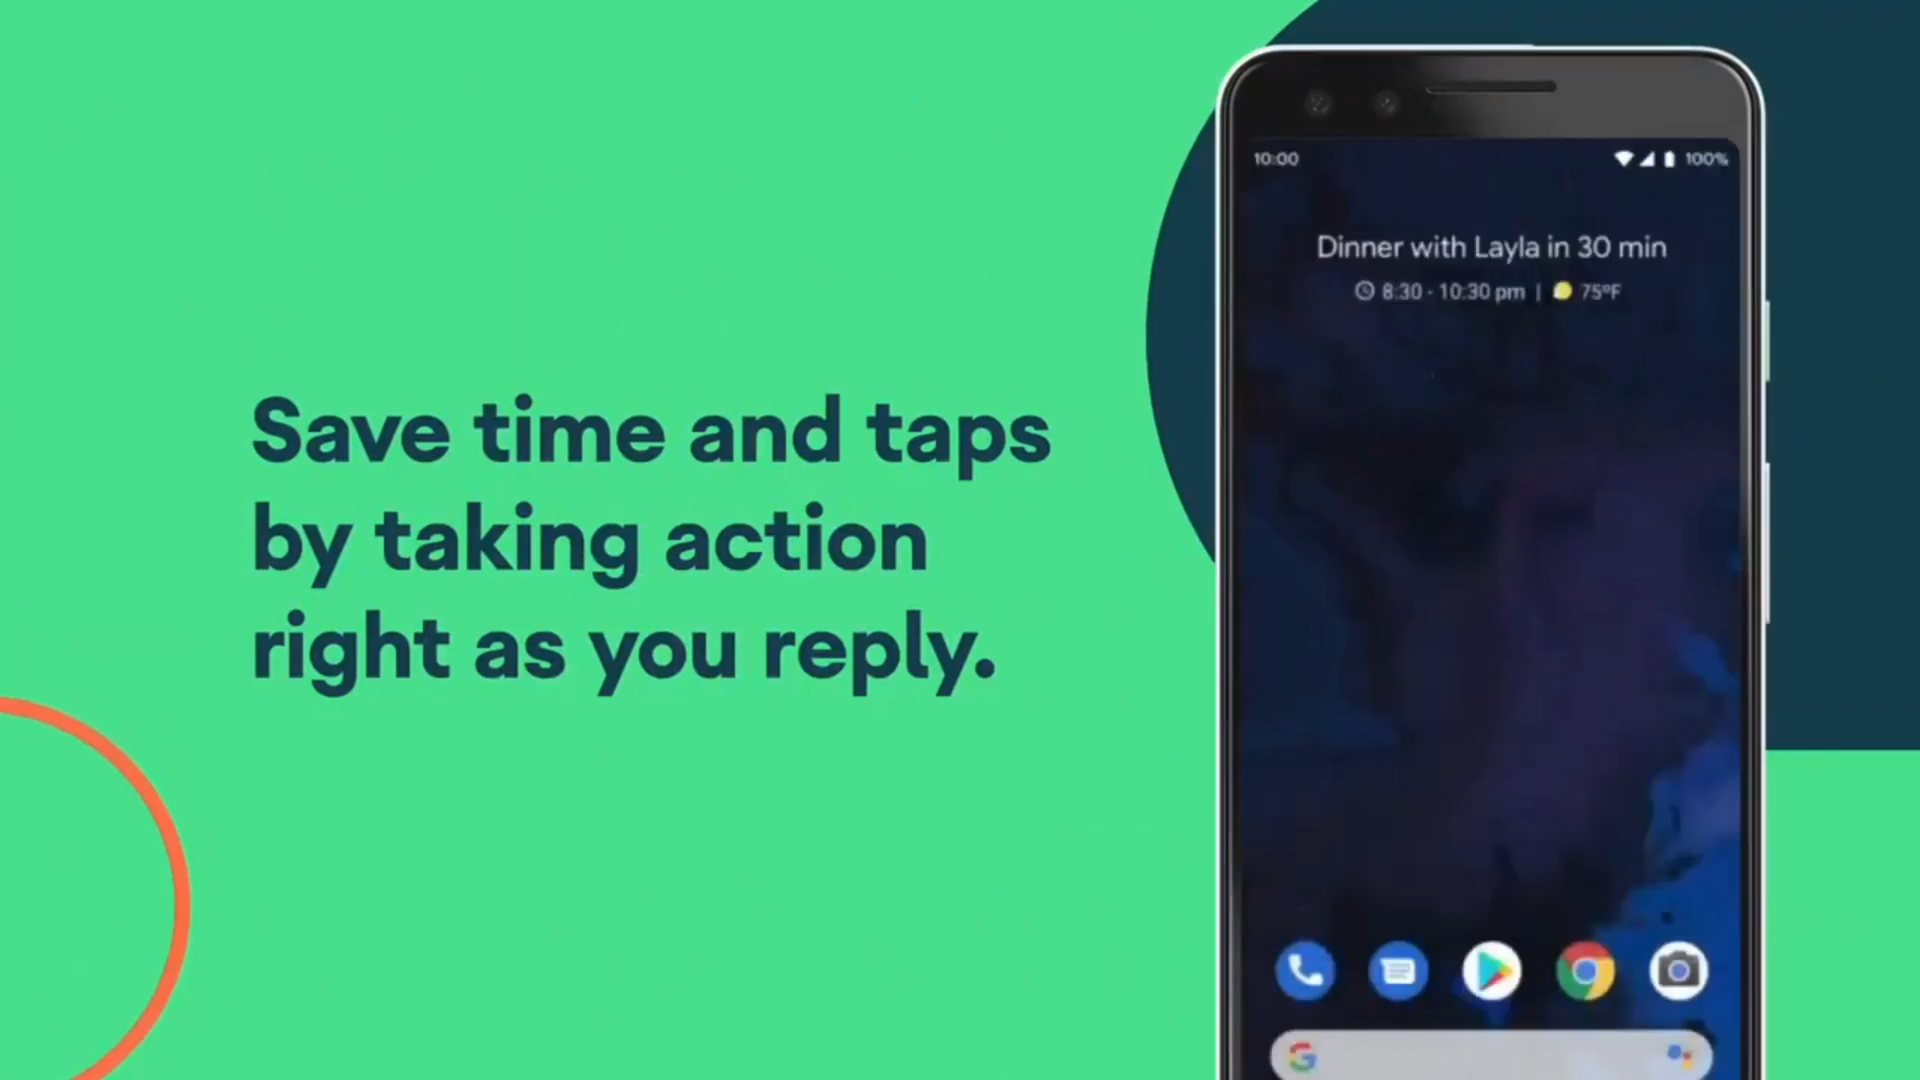 Save time and taps
by taking action
right as you reply.
10:00
100%
Dinner with Layla in 30 min
8:30 - 10:30 pm | 75°F
G